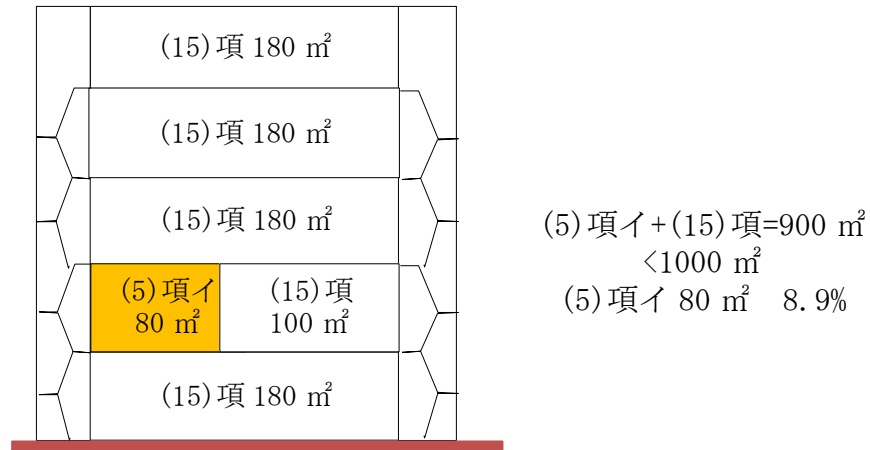 (15)項 180 ㎡
(15)項 180 ㎡
(15)項 180 ㎡
(5)項イ
80 ㎡
(15)項
100 ㎡
(15)項 180 ㎡
(5)項イ+(15)項=900 ㎡
<1000 ㎡
(5)項イ 80 ㎡ 8.9%